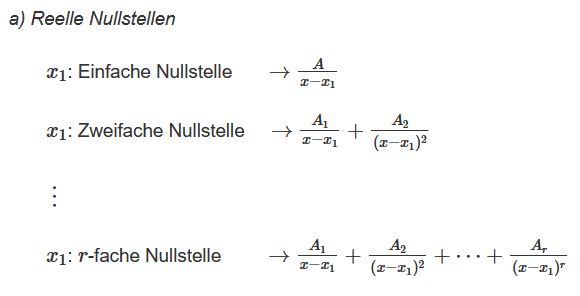 a) Reelle Nullstellen
x₁: Einfache Nullstelle → A/(x−x₁)
x₁: Zweifache Nullstelle → A₁/(x−x₁) + A₂/(x−x₁)²
⋮
x₁: r-fache Nullstelle → A₁/(x−x₁) + A₂/(x−x₁)² + ⋯ + Aᵣ/(x−x₁)ʳ